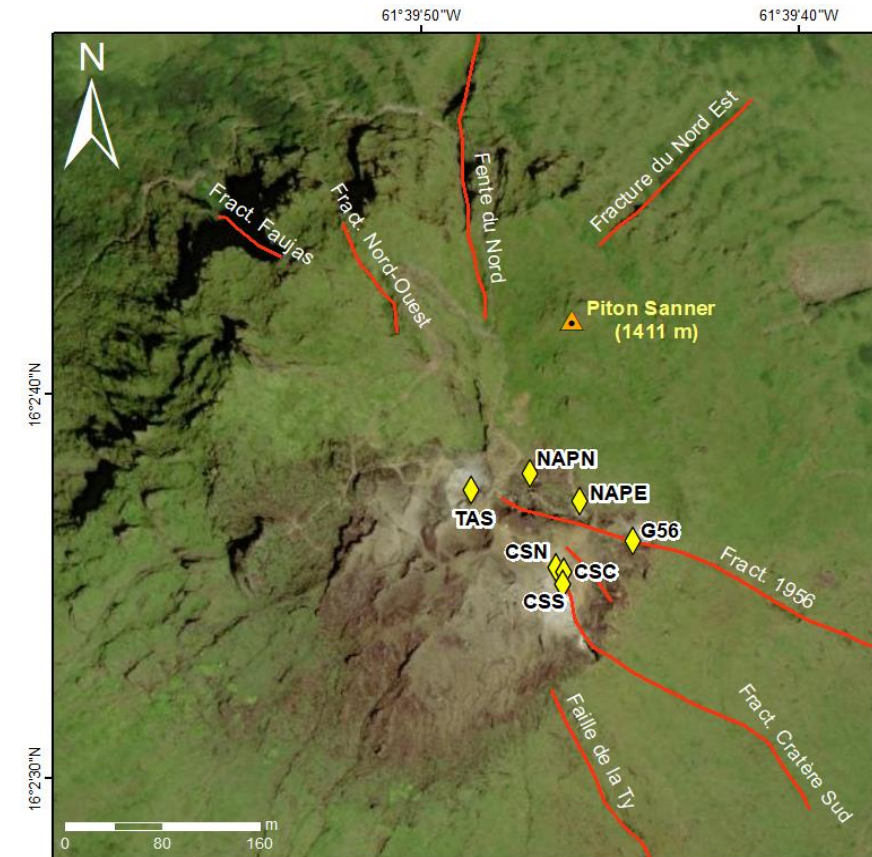 61°39'50"W
61°39'40"W
N
Fract. Faujas
Fract. Nord-Ouest
Fente du Nord
Fracture du Nord Est
Piton Sanner
(1411 m)
16°2'40"N
NAPN
NAPE
TAS
G56
CSN
CSC
CSS
Fract. 1956
Faille de la Ty
Fract. Cratère Sud
16°2'30"N
m
0 80 160